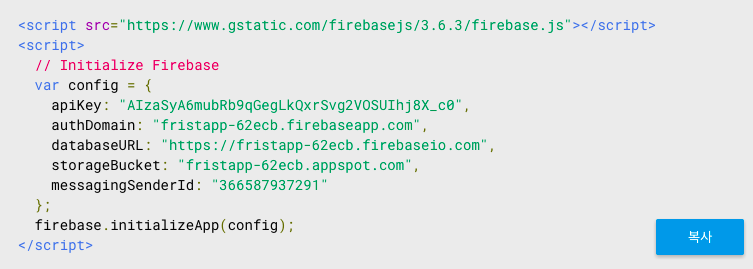 <script src="https://www.gstatic.com/firebasejs/3.6.3/firebase.js"></script>
<script>
  // Initialize Firebase
  var config = {
    apiKey: "AIzaSyA6mubRb9qGegLkQxrSvg2VOSUIhj8X_c0",
    authDomain: "fristapp-62ecb.firebaseapp.com",
    databaseURL: "https://fristapp-62ecb.firebaseio.com",
    storageBucket: "fristapp-62ecb.appspot.com",
    messagingSenderId: "366587937291"
  };
  firebase.initializeApp(config);
</script>
복사